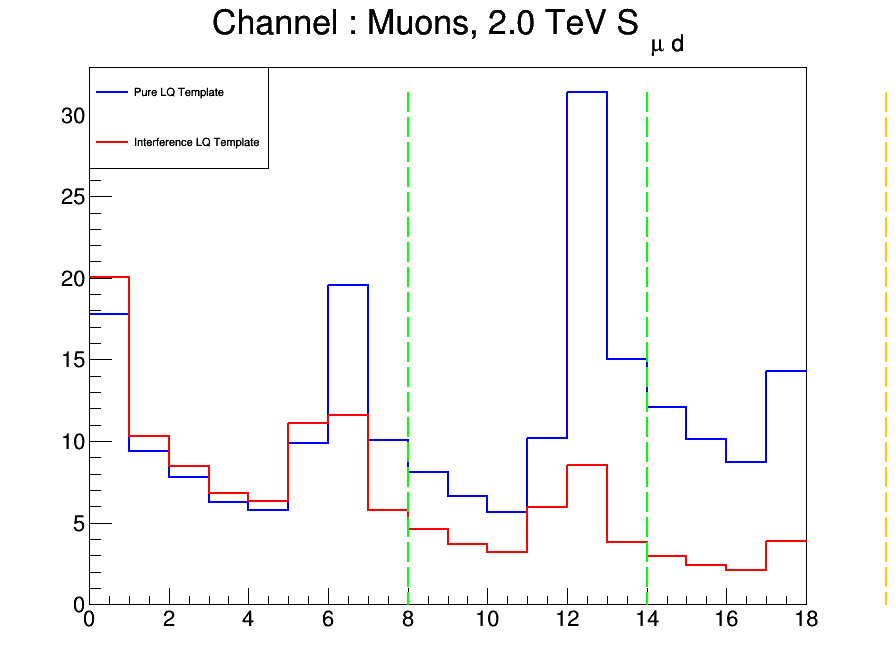 Channel : Muons, 2.0 TeV S μ d
Pure LQ Template
Interference LQ Template
30
25
20
15
10
5
0
0 2 4 6 8 10 12 14 16 18